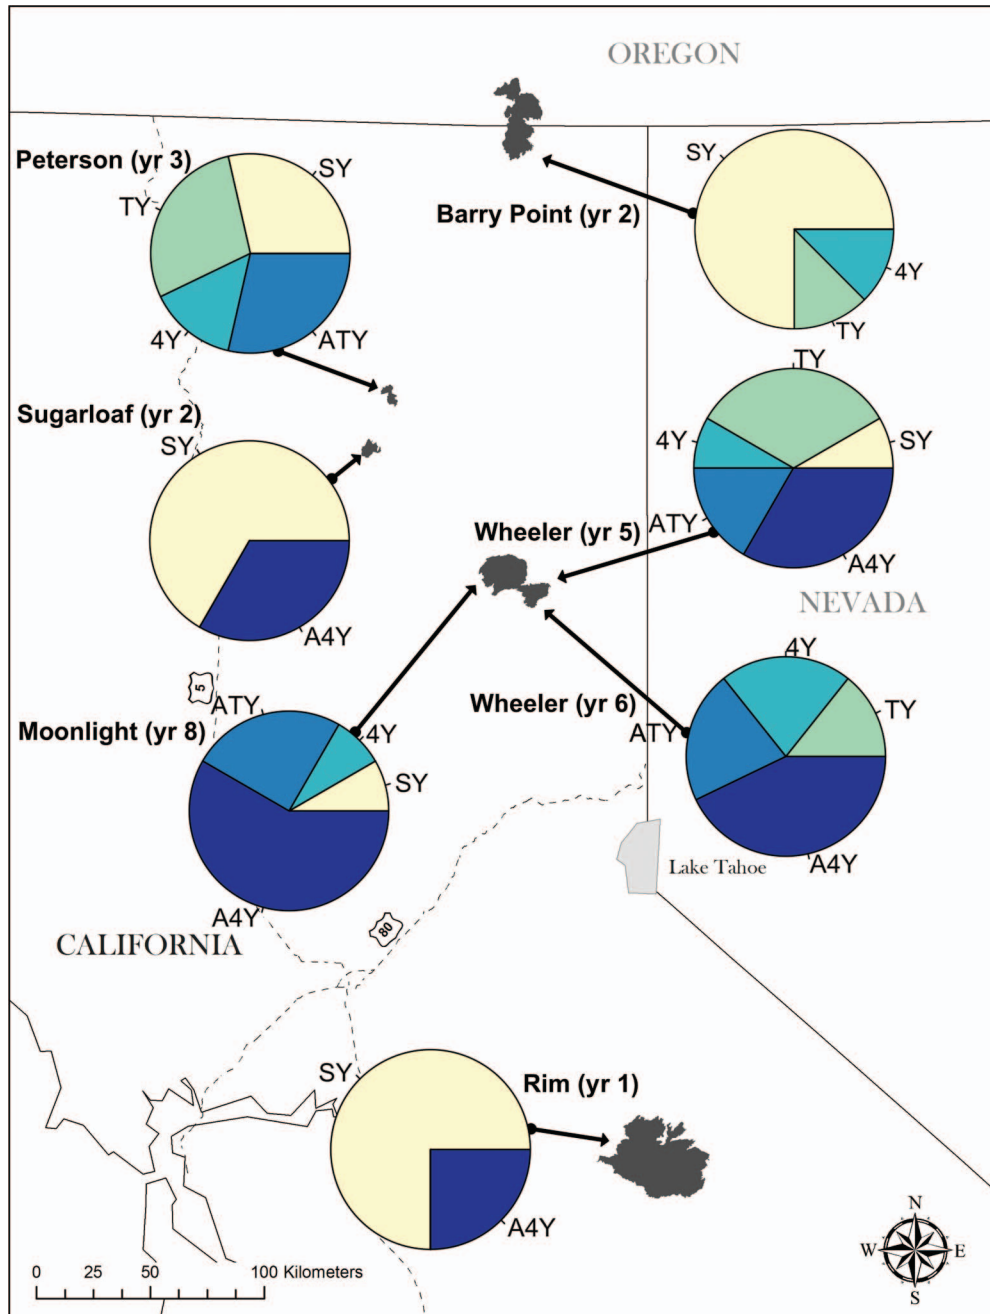 OREGON
Peterson (yr 3)
SY
TY
4Y
ATY
Barry Point (yr 2)
SY
4Y
TY
Sugarloaf (yr 2)
SY
A4Y
Wheeler (yr 5)
TY
SY
4Y
ATY
A4Y
NEVADA
5
Moonlight (yr 8)
ATY
4Y
SY
A4Y
Wheeler (yr 6)
4Y
TY
ATY
A4Y
Lake Tahoe
80
CALIFORNIA
Rim (yr 1)
SY
A4Y
N
W E
S
0 25 50 100 Kilometers